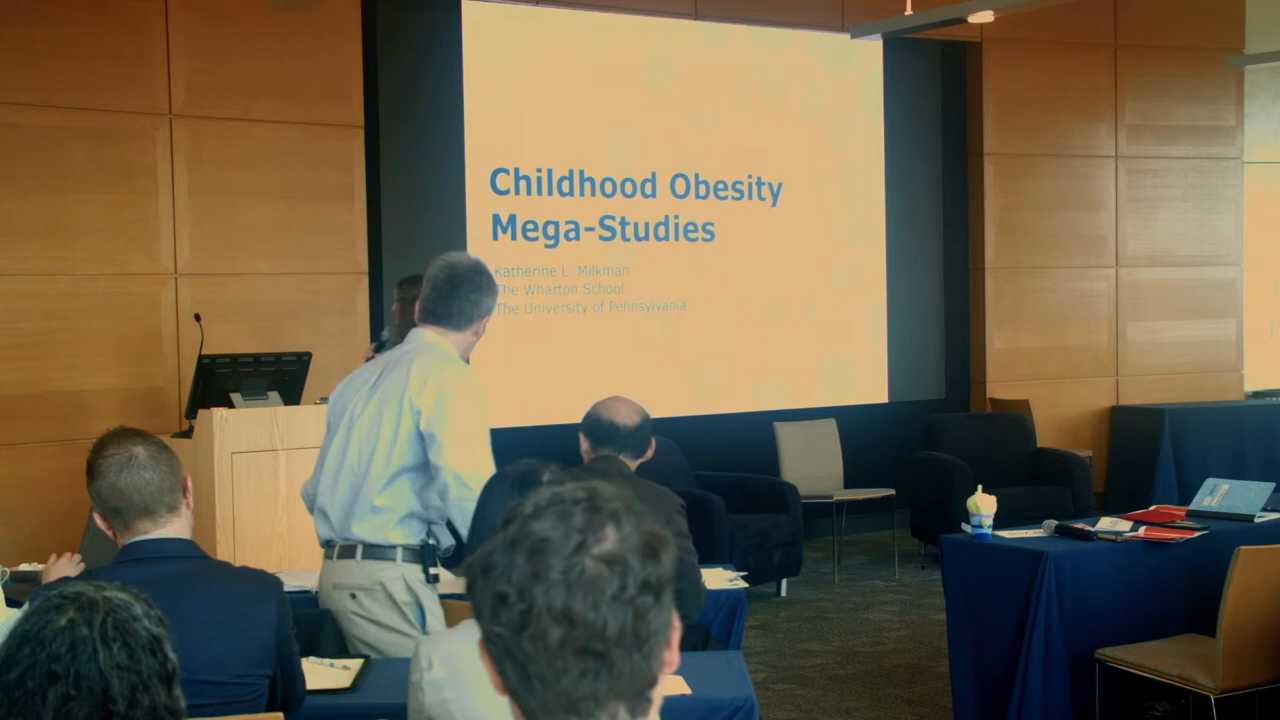 Childhood Obesity
Mega-Studies
Katherine L. Milkman
The Wharton School
The University of Pennsylvania